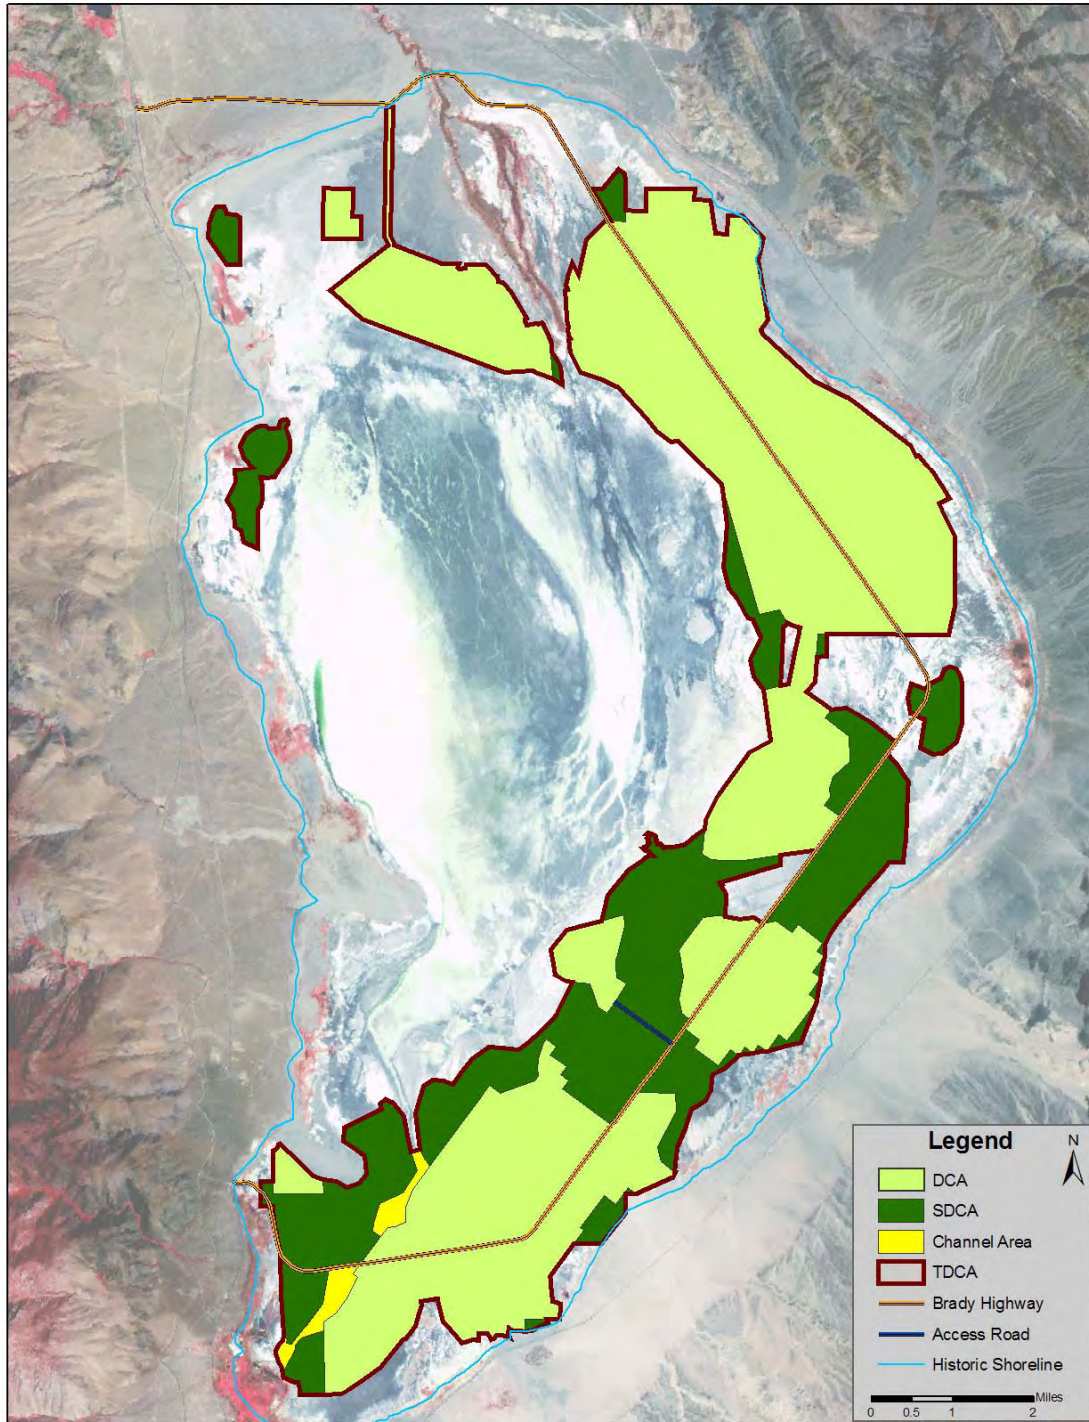 Legend
N
DCA
SDCA
Channel Area
TDCA
Brady Highway
Access Road
Historic Shoreline
Miles
0 0.5 1 2